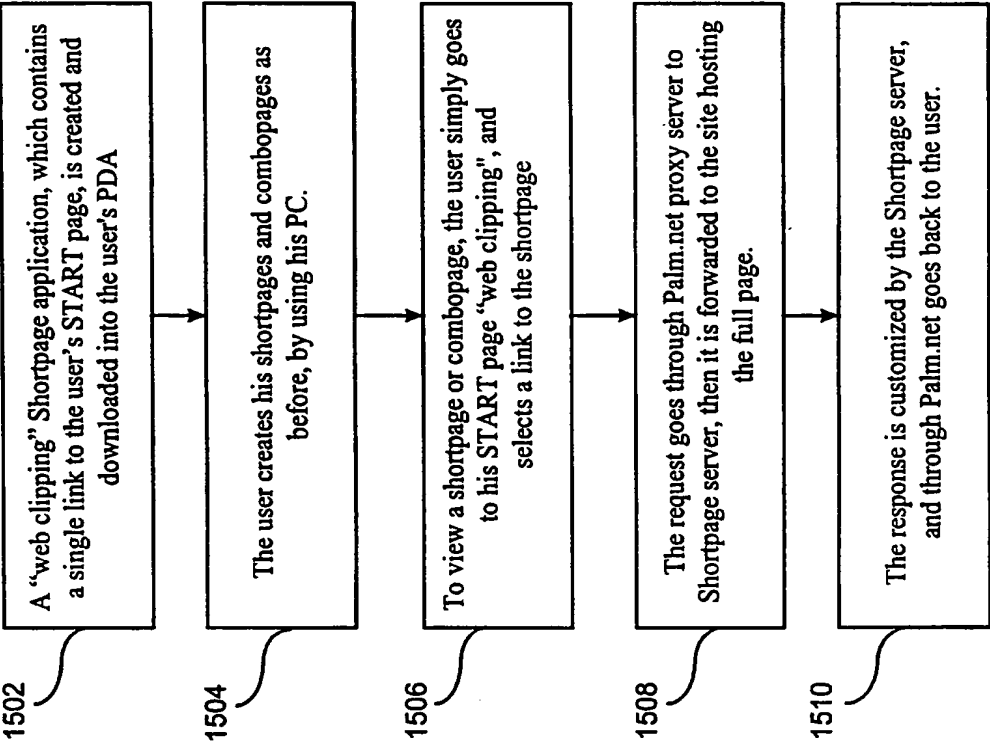 1502
A “web clipping” Shortpage application, which contains
a single link to the user's START page, is created and
downloaded into the user's PDA
1504
The user creates his shortpages and combopages as
before, by using his PC.
1506
To view a shortpage or combopage, the user simply goes
to his START page “web clipping”, and
selects a link to the shortpage
1508
The request goes through Palm.net proxy server to
Shortpage server, then it is forwarded to the site hosting
the full page.
1510
The response is customized by the Shortpage server,
and through Palm.net goes back to the user.